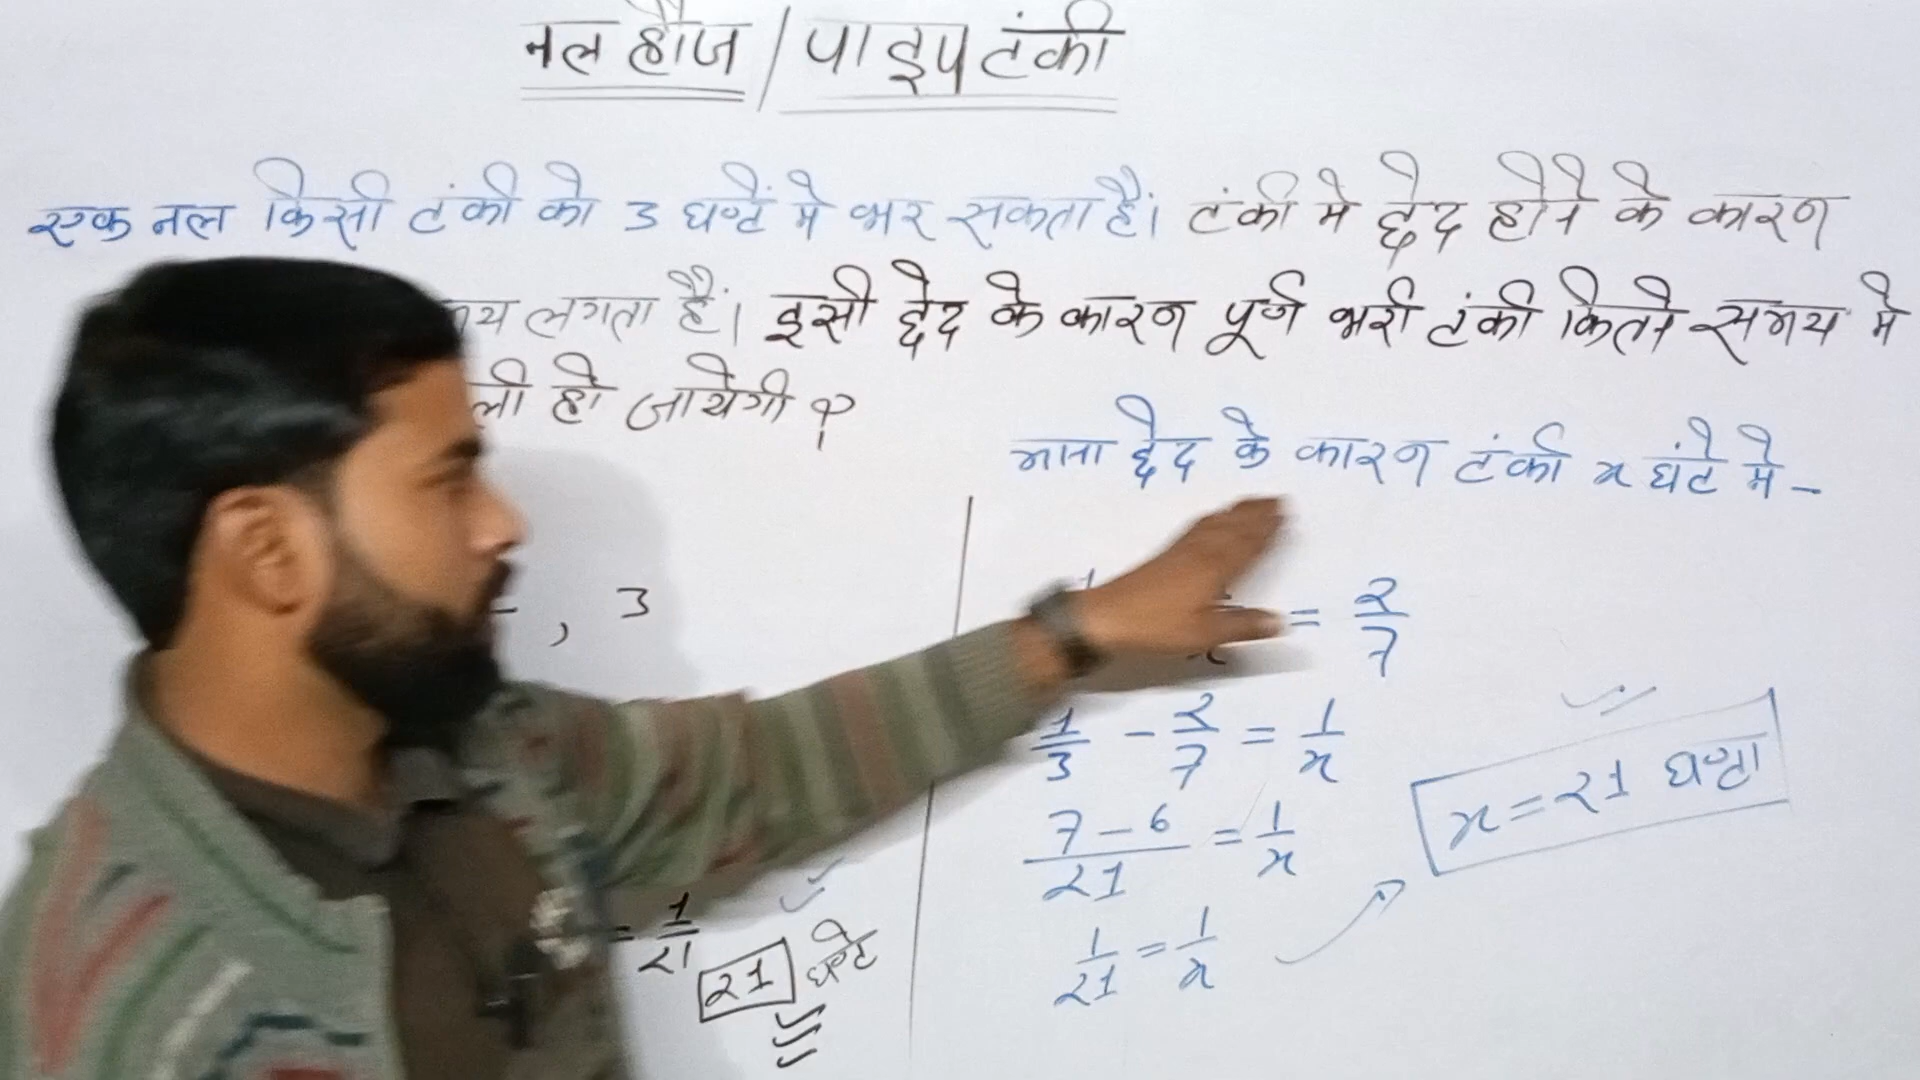 नल हौज / पाइप टंकी
एक नल किसी टंकी को 3 घण्टें मे भर सकता है। टंकी मे छेद होने के कारण
लगता है। इसी छेद के कारण पूर्ण भरी टंकी कितने समय मे
हो जायेगी ?
माना छेद के कारण टंकी x घंटे मे –
, 3
= 2/7
1/3 - 2/7 = 1/x
7-6/21 = 1/x
x = 21 घण्टा
1/21 = 1/x
= 1/21
21 घण्टे